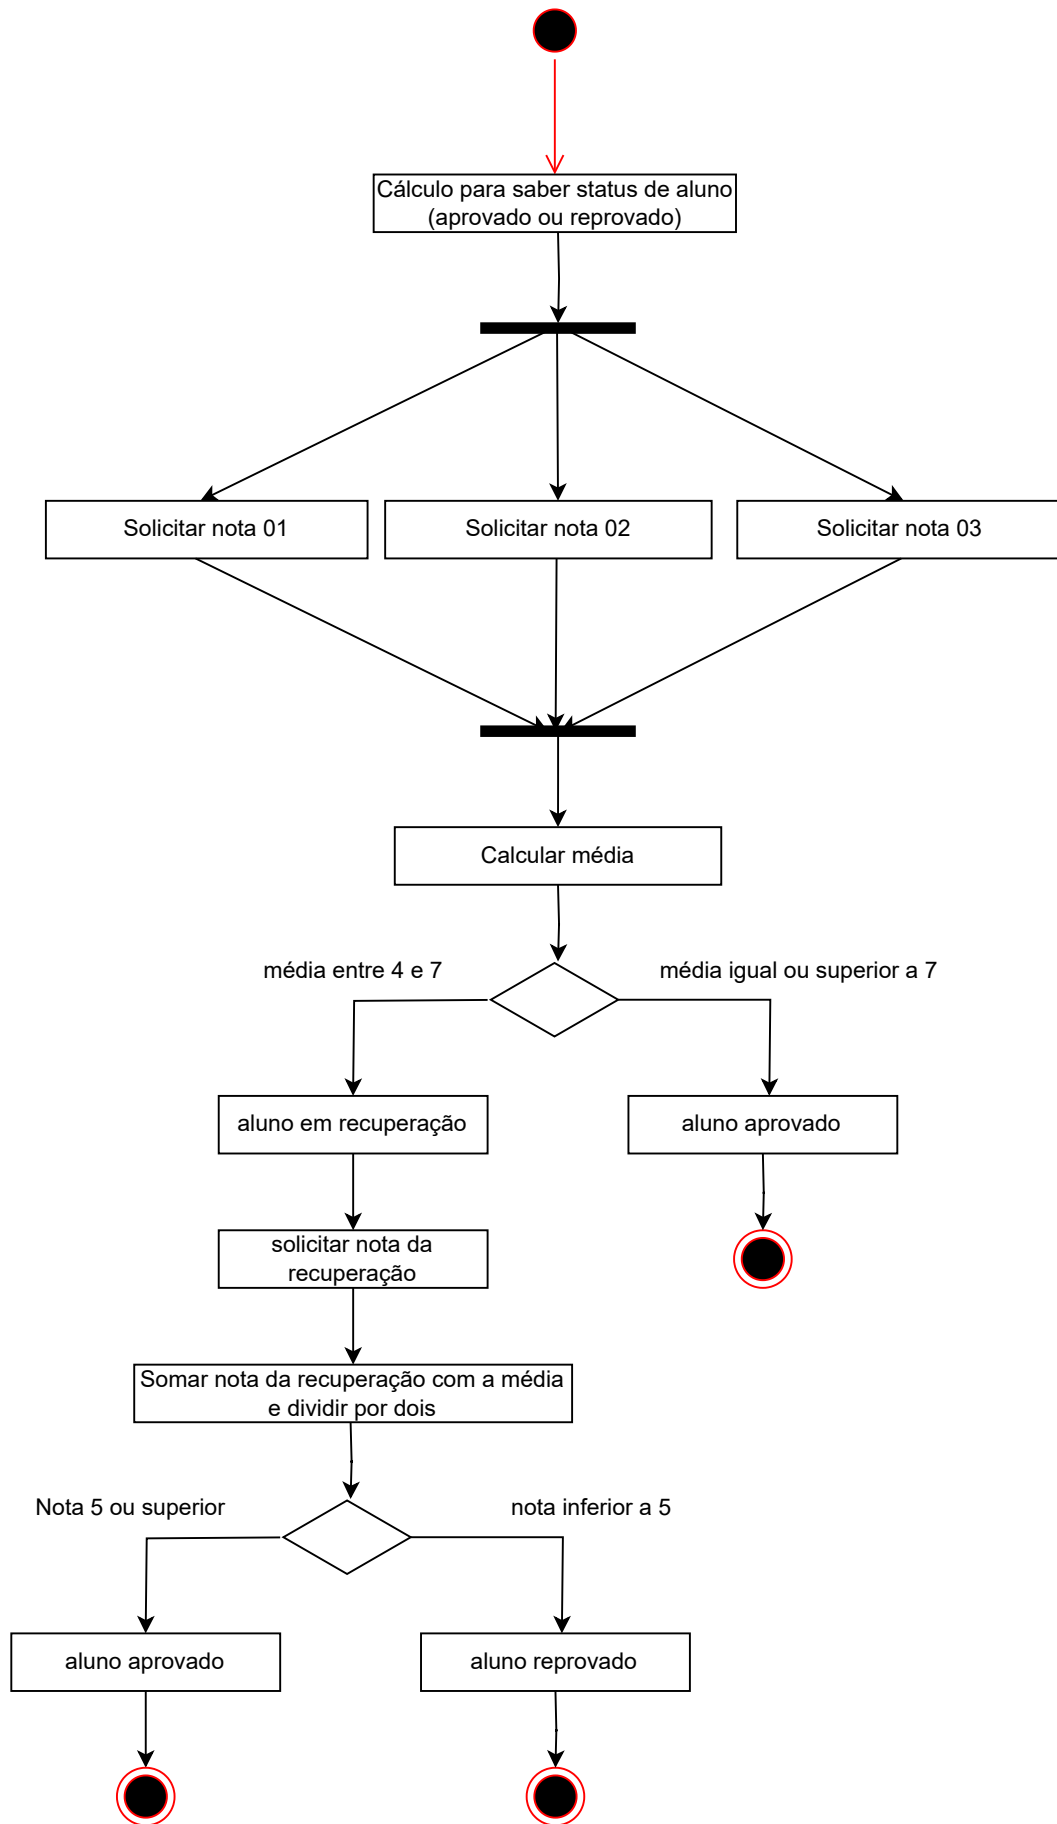 Cálculo para saber status de aluno
(aprovado ou reprovado)
Solicitar nota 01
Solicitar nota 02
Solicitar nota 03
Calcular média
média entre 4 e 7
média igual ou superior a 7
aluno em recuperação
aluno aprovado
solicitar nota da
recuperação
Somar nota da recuperação com a média
e dividir por dois
Nota 5 ou superior
nota inferior a 5
aluno aprovado
aluno reprovado